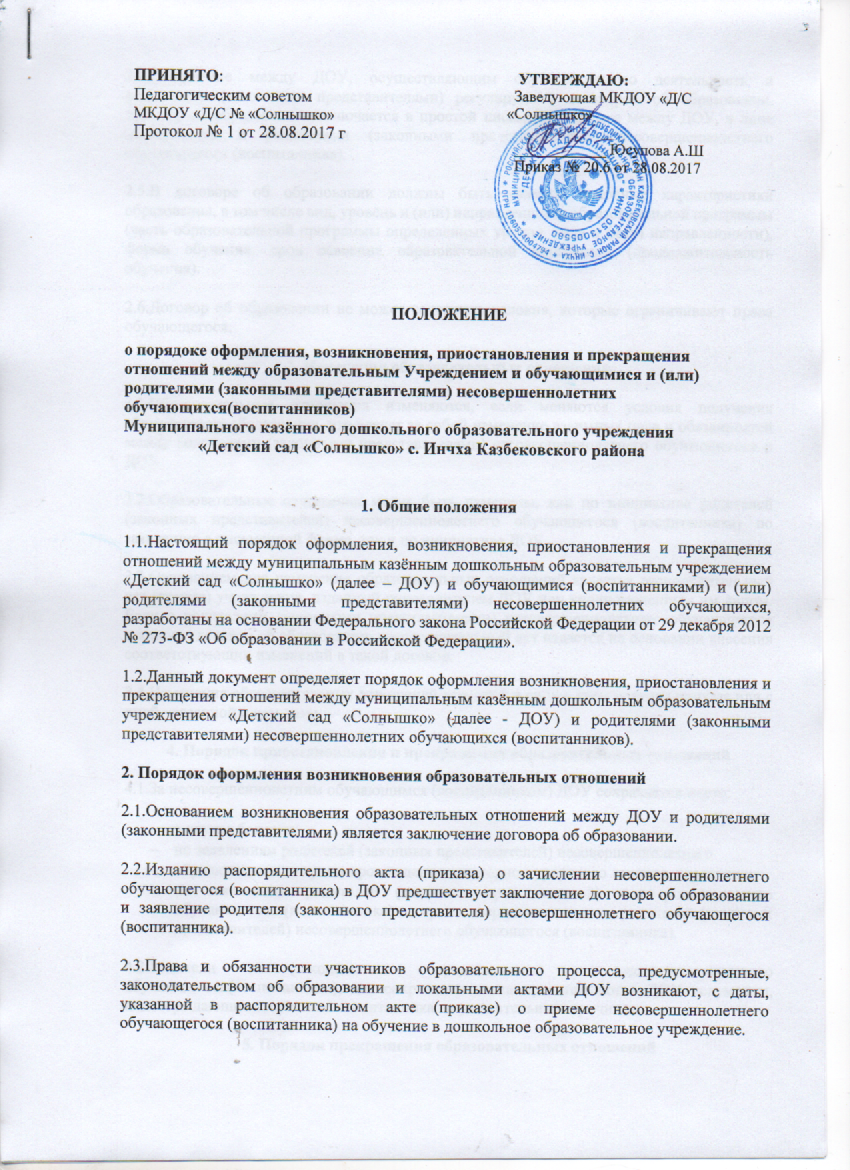 ПРИНЯТО:
Педагогическим советом
МКДОУ «Д/С № «Солнышко»
Протокол № 1 от 28.08.2017 г
УТВЕРЖДАЮ:
Заведующая МКДОУ «Д/С
«Солнышко»
Юсупова А.Ш
Приказ № 20.6 от 28.08.2017
ПОЛОЖЕНИЕ
о порядоке оформления, возникновения, приостановления и прекращения
отношений между образовательным Учреждением и обучающимися и (или)
родителями (законными представителями) несовершеннолетних
обучающихся(воспитанников)
Муниципального казённого дошкольного образовательного учреждения
«Детский сад «Солнышко» с. Инчха Казбековского района
1. Общие положения
1.1.Настоящий порядок оформления, возникновения, приостановления и прекращения
отношений между муниципальным казённым дошкольным образовательным учреждением
«Детский сад «Солнышко» (далее – ДОУ) и обучающимися (воспитанниками) и (или)
родителями (законными представителями) несовершеннолетних обучающихся,
разработаны на основании Федерального закона Российской Федерации от 29 декабря 2012
№ 273-ФЗ «Об образовании в Российской Федерации».
1.2.Данный документ определяет порядок оформления возникновения, приостановления и
прекращения отношений между муниципальным казённым дошкольным образовательным
учреждением «Детский сад «Солнышко» (далее - ДОУ) и родителями (законными
представителями) несовершеннолетних обучающихся (воспитанников).
2. Порядок оформления возникновения образовательных отношений
2.1.Основанием возникновения образовательных отношений между ДОУ и родителями
(законными представителями) является заключение договора об образовании.
2.2.Изданию распорядительного акта (приказа) о зачислении несовершеннолетнего
обучающегося (воспитанника) в ДОУ предшествует заключение договора об образовании
и заявление родителя (законного представителя) несовершеннолетнего обучающегося
(воспитанника).
2.3.Права и обязанности участников образовательного процесса, предусмотренные,
законодательством об образовании и локальными актами ДОУ возникают, с даты,
указанной в распорядительном акте (приказе) о приеме несовершеннолетнего
обучающегося (воспитанника) на обучение в дошкольное образовательное учреждение.